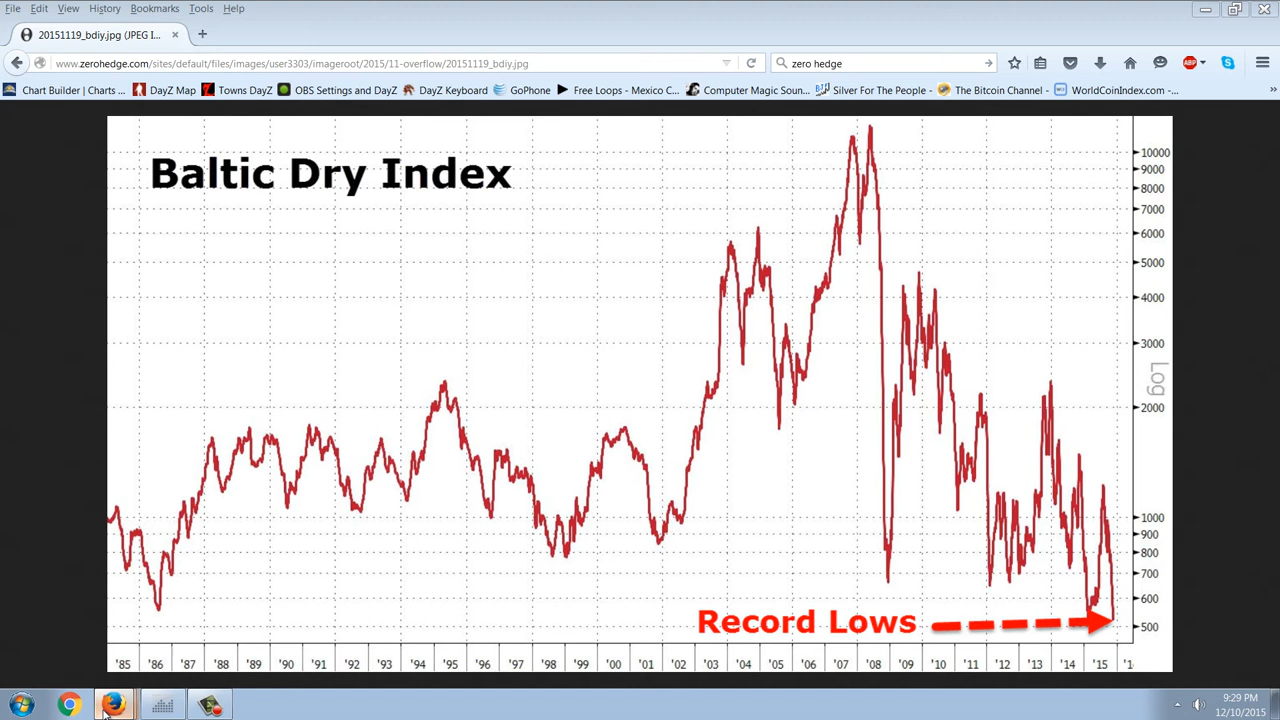 File Edit View History Bookmarks Tools Help
20151119_bdiy.jpg (JPEG I...
www.zerohedge.com/sites/default/files/images/user3303/imageroot/2015/11-overflow/20151119_bdiy.jpg
zero hedge
ABP
Chart Builder | Charts ... DayZ Map Towns DayZ OBS Settings and DayZ DayZ Keyboard GoPhone Free Loops - Mexico C... Computer Magic Soun... Silver For The People - ... The Bitcoin Channel - ... WorldCoinIndex.com -...
Baltic Dry Index
10000
9000
8000
7000
6000
5000
4000
3000
Log
2000
1000
900
800
700
600
500
Record Lows
'85 '86 '87 '88 '89 '90 '91 '92 '93 '94 '95 '96 '97 '98 '99 '00 '01 '02 '03 '04 '05 '06 '07 '08 '09 '10 '11 '12 '13 '14 '15
9:29 PM
12/10/2015